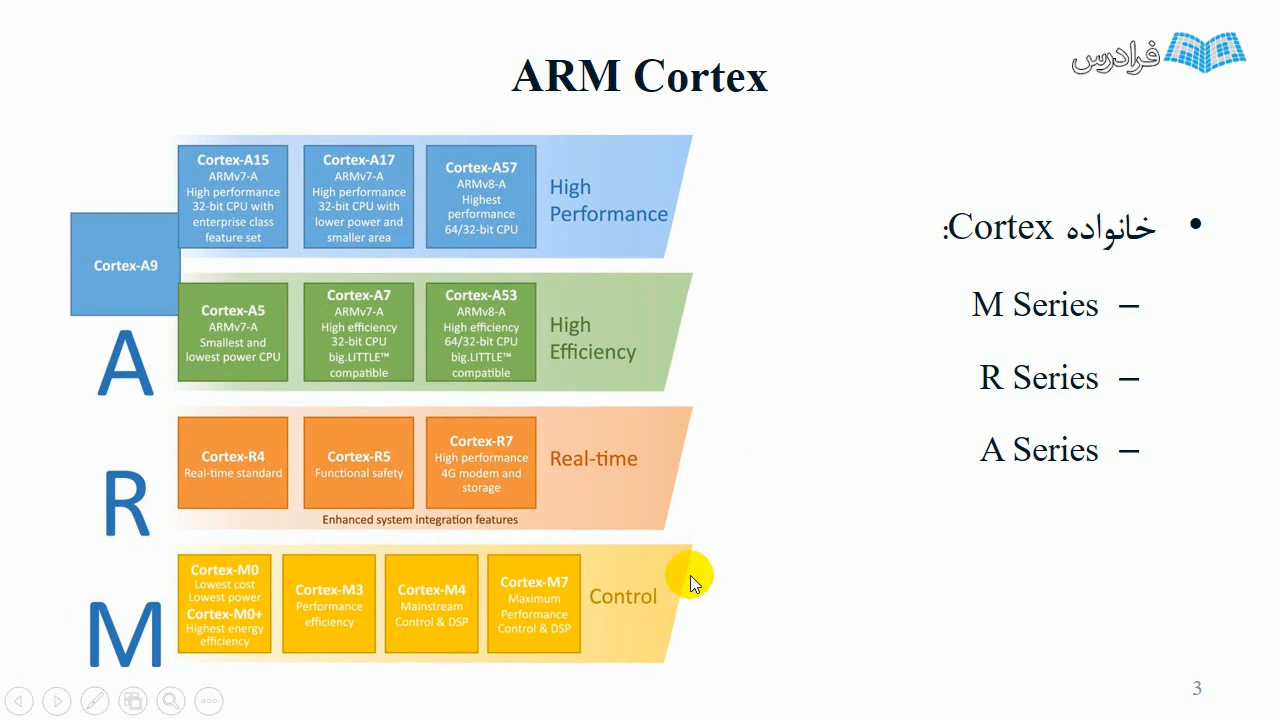 فرادرس
ARM Cortex
Cortex-A15
ARMv7-A
High performance
32-bit CPU with
enterprise class
feature set
Cortex-A17
ARMv7-A
High performance
32-bit CPU with
lower power and
smaller area
Cortex-A57
ARMv8-A
Highest
performance
64/32-bit CPU
High
Performance
Cortex-A9
Cortex-A5
ARMv7-A
Smallest and
lowest power CPU
Cortex-A7
ARMv7-A
High efficiency
32-bit CPU
big.LITTLE™
compatible
Cortex-A53
ARMv8-A
High efficiency
64/32-bit CPU
big.LITTLE™
compatible
High
Efficiency
A
Cortex-R4
Real-time standard
Cortex-R5
Functional safety
Cortex-R7
High performance
4G modem and
storage
Real-time
Enhanced system integration features
R
Cortex-M0
Lowest cost
Lowest power
Cortex-M0+
Highest energy
efficiency
Cortex-M3
Performance
efficiency
Cortex-M4
Mainstream
Control & DSP
Cortex-M7
Maximum
Performance
Control & DSP
Control
M
• خانواده Cortex:
– M Series
– R Series
– A Series
3